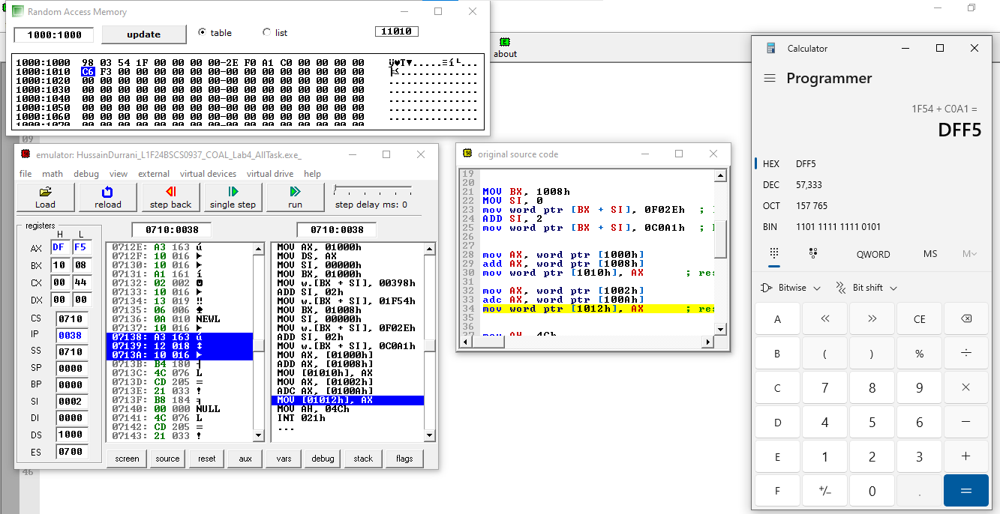 Random Access Memory
1000:1000 update table list 11010
1000:1000 98 03 54 1F 00 00 00 00-2E F0 A1 C0 00 00 00 00
1000:1010 C6 F3 00 00 00 00 00 00-00 00 00 00 00 00 00 00
1000:1020 00 00 00 00 00 00 00 00-00 00 00 00 00 00 00 00
1000:1030 00 00 00 00 00 00 00 00-00 00 00 00 00 00 00 00
1000:1040 00 00 00 00 00 00 00 00-00 00 00 00 00 00 00 00
1000:1050 00 00 00 00 00 00 00 00-00 00 00 00 00 00 00 00
1000:1060 00 00 00 00 00 00 00 00-00 00 00 00 00 00 00 00
about
09
emulator: HussainDurrani_L1F24BSCS0937_COAL_Lab4_AllTask.exe_
file math debug view external virtual devices virtual drive help
Load reload step back single step run step delay ms: 0
registers
H L
AX DF F5
BX 10 08
CX 00 44
DX 00 00
CS 0710
IP 0038
SS 0710
SP 0000
BP 0000
SI 0002
DI 0000
DS 1000
ES 0700
0710:0038
0712E: A3 163 ú
0712F: 10 016 ►
07130: 10 016 ►
07131: A1 161 í
07132: 02 002 ☻
07133: 10 016 ►
07134: 13 019 ‼
07135: 06 006 ♠
07136: 0A 010 NEWL
07137: 10 016 ►
07138: A3 163 ú
07139: 12 018 ↕
0713A: 10 016 ►
0713B: B4 180 ┤
0713C: 4C 076 L
0713D: CD 205 =
0713E: 21 033 !
0713F: B8 184 ╕
07140: 00 000 NULL
07141: 4C 076 L
07142: CD 205 =
07143: 21 033 !
0710:0038
MOV AX, 01000h
MOV DS, AX
MOV SI, 00000h
MOV BX, 01000h
MOV w.[BX + SI], 00398h
ADD SI, 02h
MOV w.[BX + SI], 01F54h
MOV BX, 01008h
MOV SI, 00000h
MOV w.[BX + SI], 0F02Eh
ADD SI, 02h
MOV w.[BX + SI], 0C0A1h
MOV AX, [01000h]
ADD AX, [01008h]
MOV [01010h], AX
MOV AX, [01002h]
ADC AX, [0100Ah]
MOV [01012h], AX
MOV AH, 04Ch
INT 021h
...
screen source reset aux vars debug stack flags
46
original source code
19
20
21 MOV BX, 1008h
22 MOV SI, 0
23 mov word ptr [BX + SI], 0F02Eh ;
24 ADD SI, 2
25 mov word ptr [BX + SI], 0C0A1h ;
26
27
28 mov AX, word ptr [1000h]
29 add AX, word ptr [1008h]
30 mov word ptr [1010h], AX ; res
31
32 mov AX, word ptr [1002h]
33 adc AX, word ptr [100Ah]
34 mov word ptr [1012h], AX ; res
35
36
mov AH, 4Ch
Calculator
Programmer
1F54 + C0A1 =
DFF5
HEX DFF5
DEC 57,333
OCT 157 765
BIN 1101 1111 1111 0101
QWORD MS M
Bitwise Bit shift
A « » CE ⌫
B ( ) % ÷
C 7 8 9 ×
D 4 5 6 −
E 1 2 3 +
F +/− 0 . =